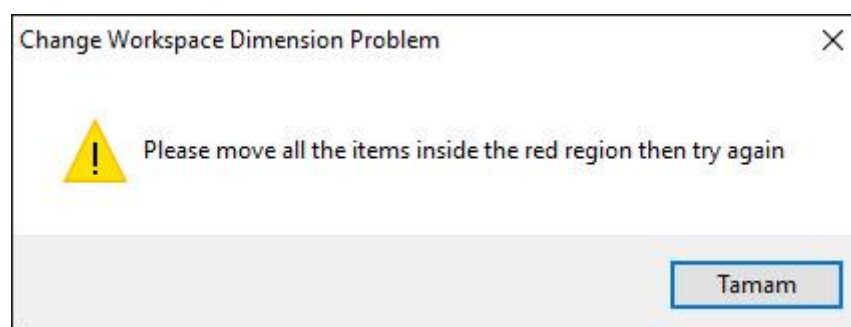 Change Workspace Dimension Problem
Please move all the items inside the red region then try again
Tamam